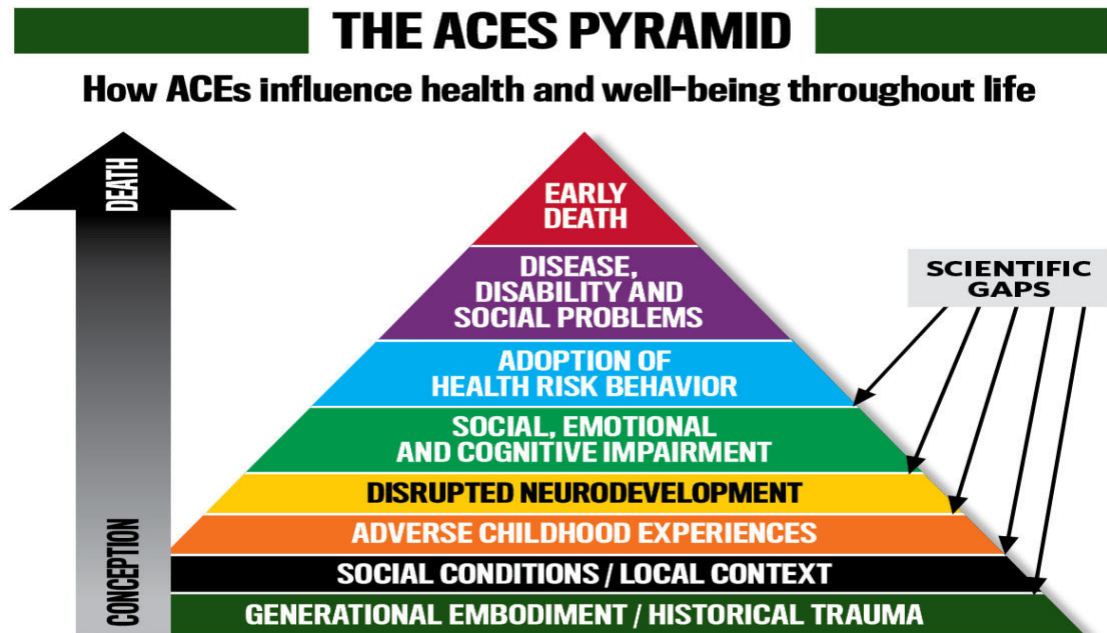 THE ACES PYRAMID
How ACEs influence health and well-being throughout life
DEATH
CONCEPTION
EARLY
DEATH
DISEASE,
DISABILITY AND
SOCIAL PROBLEMS
ADOPTION OF
HEALTH RISK BEHAVIOR
SOCIAL, EMOTIONAL
AND COGNITIVE IMPAIRMENT
DISRUPTED NEURODEVELOPMENT
ADVERSE CHILDHOOD EXPERIENCES
SOCIAL CONDITIONS / LOCAL CONTEXT
GENERATIONAL EMBODIMENT / HISTORICAL TRAUMA
SCIENTIFIC
GAPS